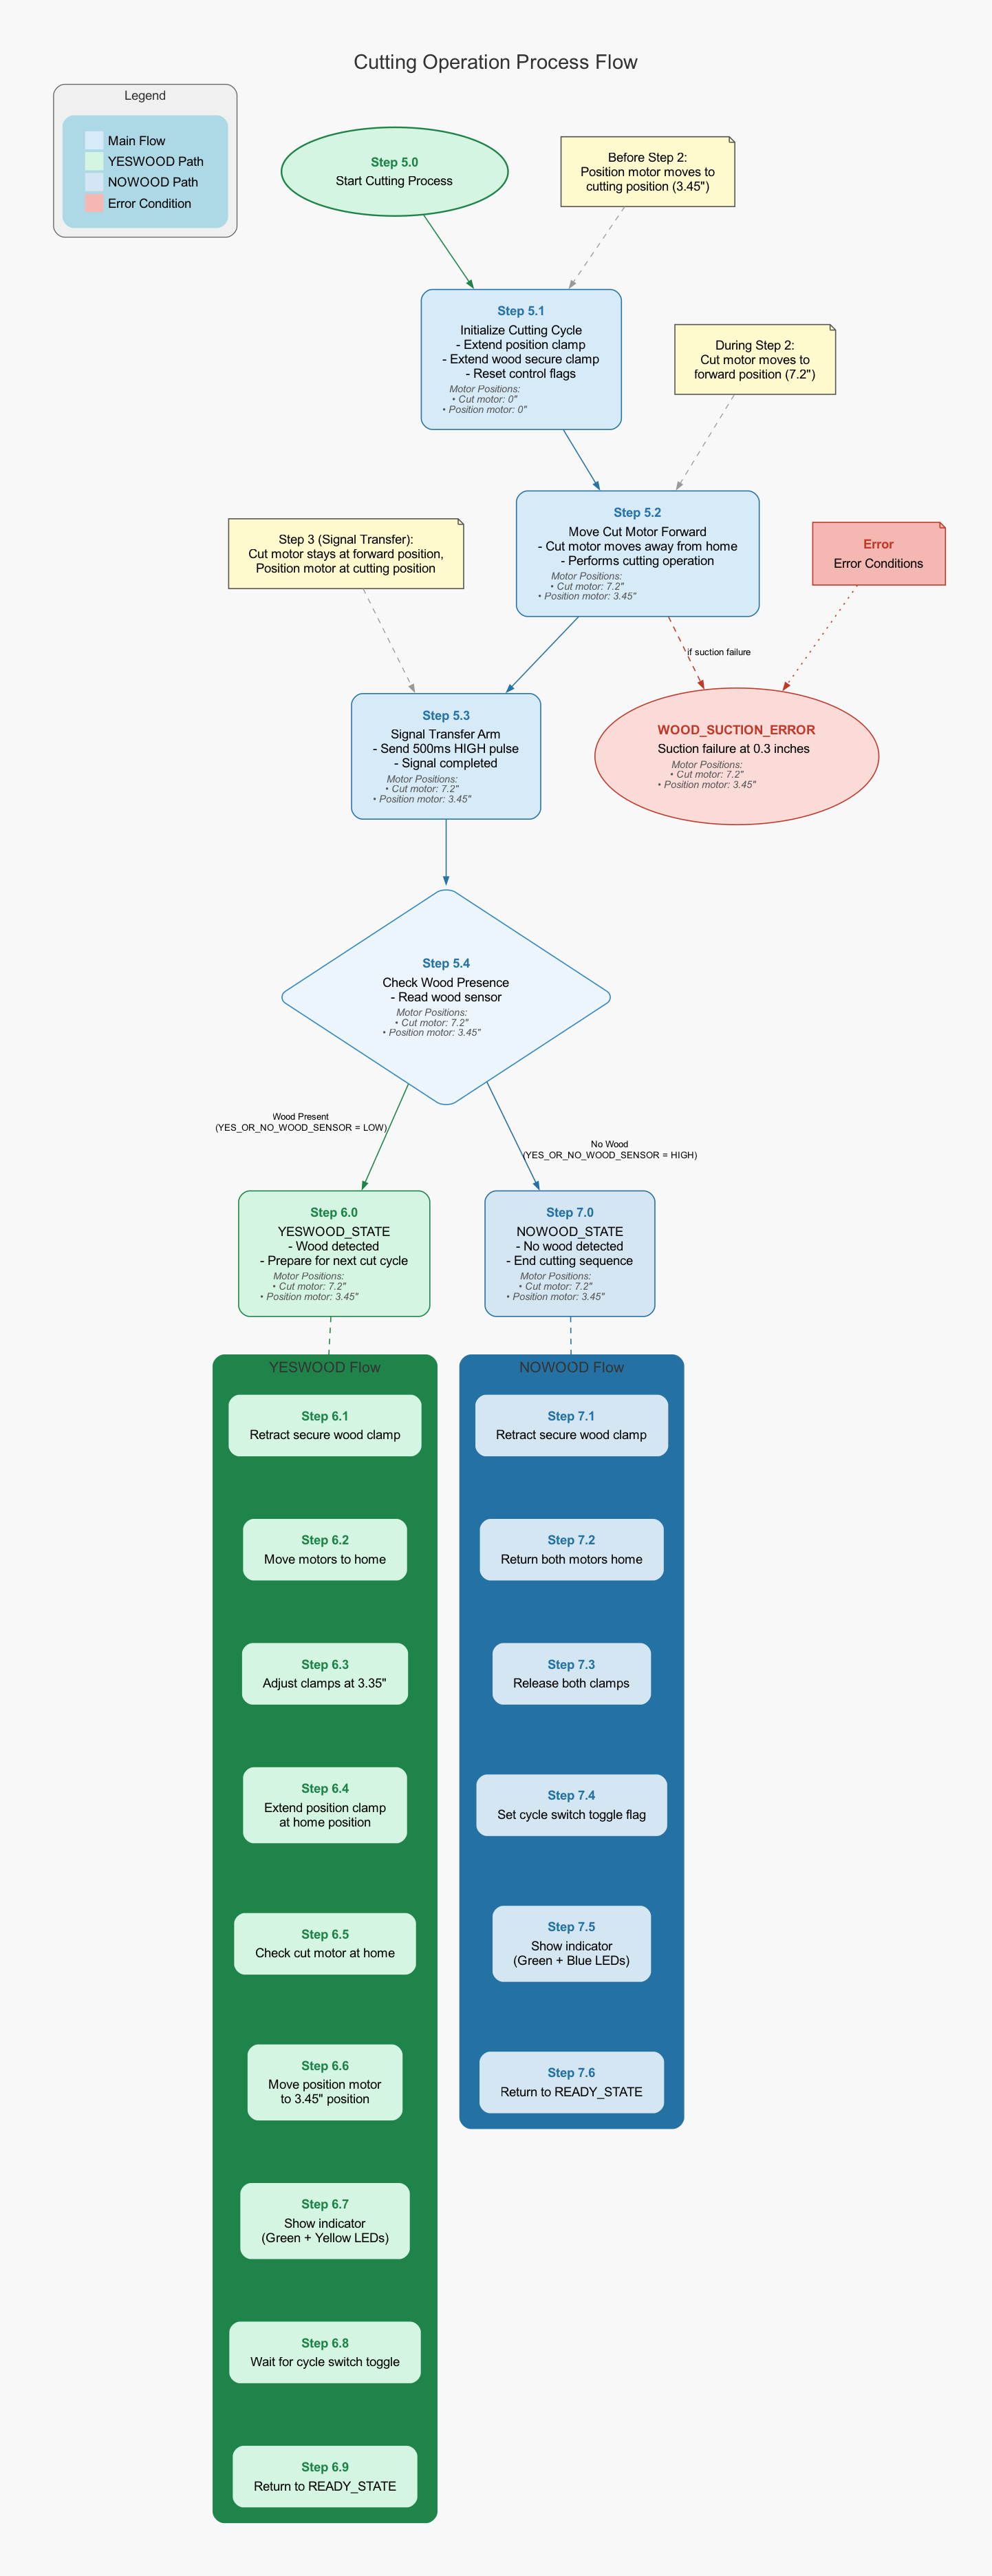 Cutting Operation Process Flow
Legend
Main Flow
YESWOOD Path
NOWOOD Path
Error Condition
Step 5.0
Start Cutting Process
Before Step 2:
Position motor moves to
cutting position (3.45")
Step 5.1
Initialize Cutting Cycle
- Extend position clamp
- Extend wood secure clamp
- Reset control flags
Motor Positions:
• Cut motor: 0"
• Position motor: 0"
During Step 2:
Cut motor moves to
forward position (7.2")
Step 5.2
Move Cut Motor Forward
- Cut motor moves away from home
- Performs cutting operation
Motor Positions:
• Cut motor: 7.2"
• Position motor: 3.45"
Step 3 (Signal Transfer):
Cut motor stays at forward position,
Position motor at cutting position
Error
Error Conditions
if suction failure
Step 5.3
Signal Transfer Arm
- Send 500ms HIGH pulse
- Signal completed
Motor Positions:
• Cut motor: 7.2"
• Position motor: 3.45"
WOOD_SUCTION_ERROR
Suction failure at 0.3 inches
Motor Positions:
• Cut motor: 7.2"
• Position motor: 3.45"
Step 5.4
Check Wood Presence
- Read wood sensor
Motor Positions:
• Cut motor: 7.2"
• Position motor: 3.45"
Wood Present
(YES_OR_NO_WOOD_SENSOR = LOW)
No Wood
(YES_OR_NO_WOOD_SENSOR = HIGH)
Step 6.0
YESWOOD_STATE
- Wood detected
- Prepare for next cut cycle
Motor Positions:
• Cut motor: 7.2"
• Position motor: 3.45"
Step 7.0
NOWOOD_STATE
- No wood detected
- End cutting sequence
Motor Positions:
• Cut motor: 7.2"
• Position motor: 3.45"
YESWOOD Flow
Step 6.1
Retract secure wood clamp
Step 6.2
Move motors to home
Step 6.3
Adjust clamps at 3.35"
Step 6.4
Extend position clamp
at home position
Step 6.5
Check cut motor at home
Step 6.6
Move position motor
to 3.45" position
Step 6.7
Show indicator
(Green + Yellow LEDs)
Step 6.8
Wait for cycle switch toggle
Step 6.9
Return to READY_STATE
NOWOOD Flow
Step 7.1
Retract secure wood clamp
Step 7.2
Return both motors home
Step 7.3
Release both clamps
Step 7.4
Set cycle switch toggle flag
Step 7.5
Show indicator
(Green + Blue LEDs)
Step 7.6
Return to READY_STATE